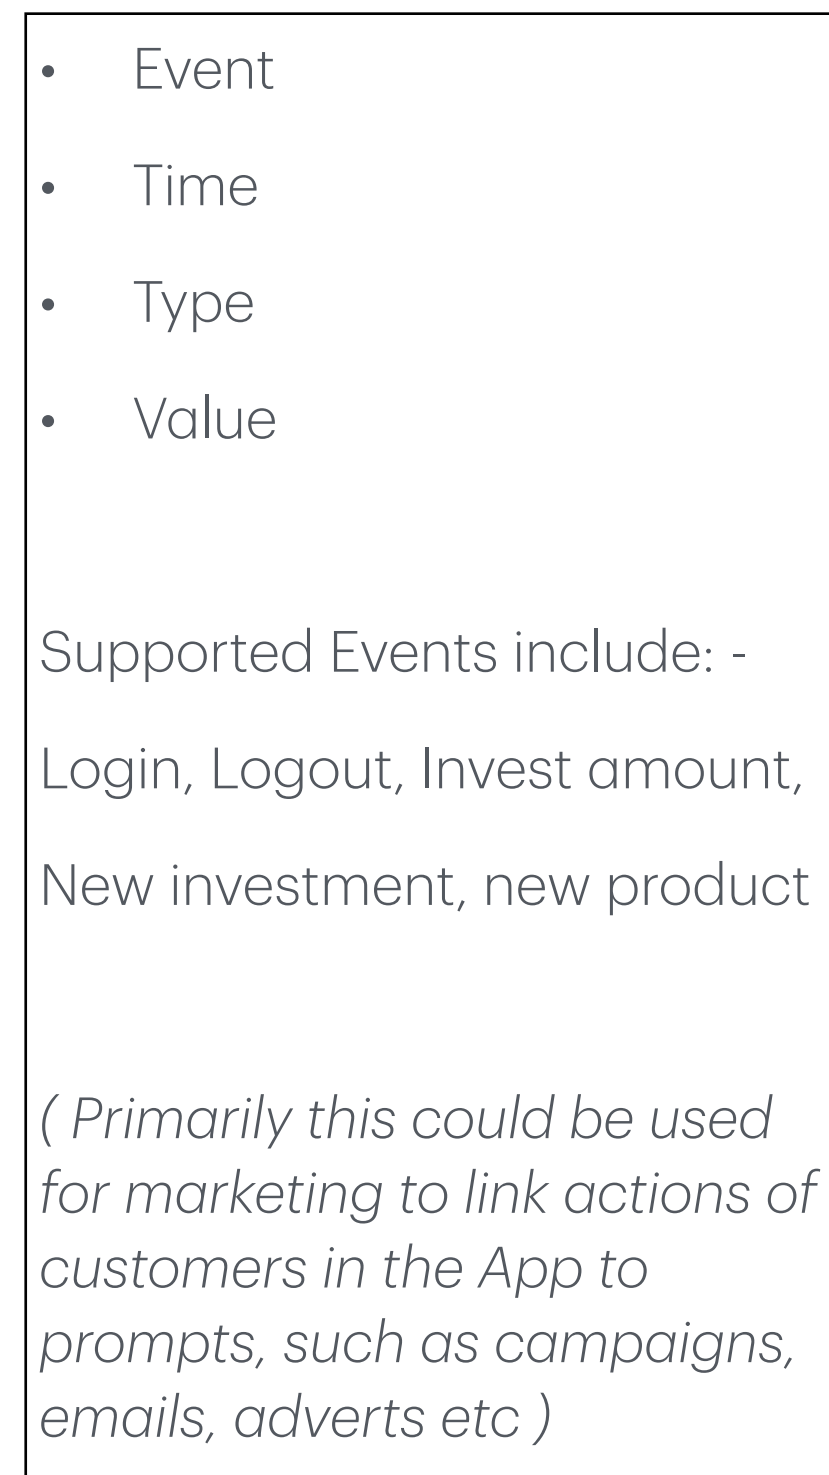 • Event
• Time
• Type
• Value
Supported Events include: -
Login, Logout, Invest amount,
New investment, new product
( Primarily this could be used
for marketing to link actions of
customers in the App to
prompts, such as campaigns,
emails, adverts etc )